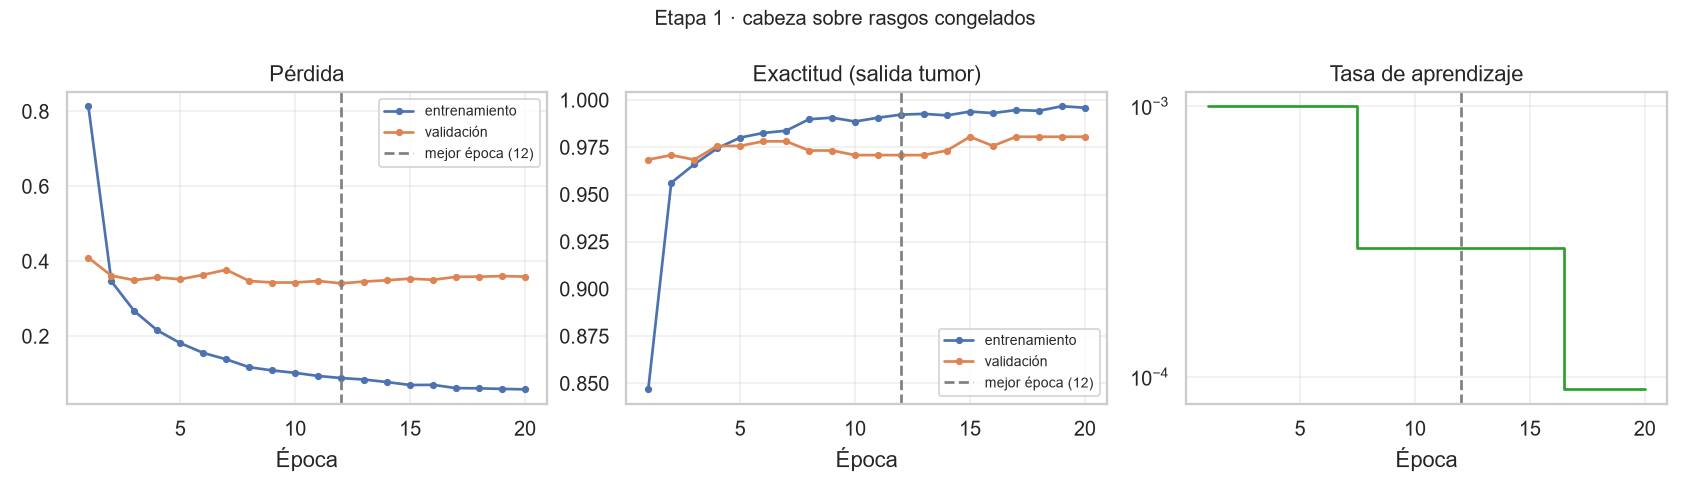 Etapa 1 · cabeza sobre rasgos congelados
Pérdida
0.8
0.6
0.4
0.2
5
10
15
20
Época
entrenamiento
validación
mejor época (12)
Exactitud (salida tumor)
1.000
0.975
0.950
0.925
0.900
0.875
0.850
5
10
15
20
Época
entrenamiento
validación
mejor época (12)
Tasa de aprendizaje
10⁻³
10⁻⁴
5
10
15
20
Época